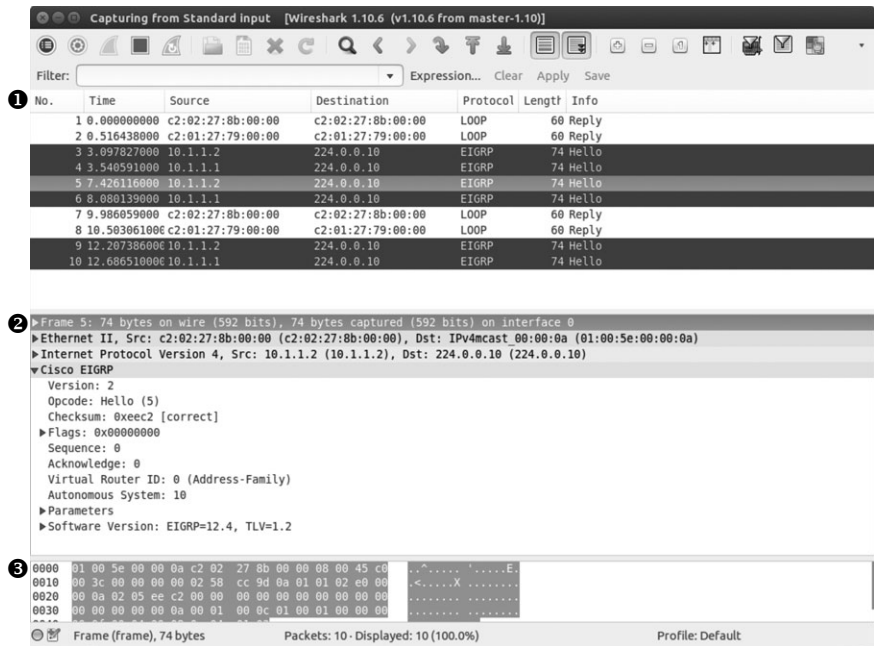 Capturing from Standard input [Wireshark 1.10.6 (v1.10.6 from master-1.10)]
Filter: Expression... Clear Apply Save
❶ No. Time Source Destination Protocol Length Info
1 0.000000000 c2:02:27:8b:00:00 c2:02:27:8b:00:00 LOOP 60 Reply
2 0.516438000 c2:01:27:79:00:00 c2:01:27:79:00:00 LOOP 60 Reply
3 3.097827000 10.1.1.2 224.0.0.10 EIGRP 74 Hello
4 3.540591000 10.1.1.1 224.0.0.10 EIGRP 74 Hello
5 7.426116000 10.1.1.2 224.0.0.10 EIGRP 74 Hello
6 8.080139000 10.1.1.1 224.0.0.10 EIGRP 74 Hello
7 9.986059000 c2:02:27:8b:00:00 c2:02:27:8b:00:00 LOOP 60 Reply
8 10.503061000 c2:01:27:79:00:00 c2:01:27:79:00:00 LOOP 60 Reply
9 12.207386000 10.1.1.2 224.0.0.10 EIGRP 74 Hello
10 12.686510000 10.1.1.1 224.0.0.10 EIGRP 74 Hello
❷ Frame 5: 74 bytes on wire (592 bits), 74 bytes captured (592 bits) on interface 0
Ethernet II, Src: c2:02:27:8b:00:00 (c2:02:27:8b:00:00), Dst: IPv4mcast_00:00:0a (01:00:5e:00:00:0a)
Internet Protocol Version 4, Src: 10.1.1.2 (10.1.1.2), Dst: 224.0.0.10 (224.0.0.10)
Cisco EIGRP
Version: 2
Opcode: Hello (5)
Checksum: 0xeec2 [correct]
Flags: 0x00000000
Sequence: 0
Acknowledge: 0
Virtual Router ID: 0 (Address-Family)
Autonomous System: 10
Parameters
Software Version: EIGRP=12.4, TLV=1.2
❸ 0000 01 00 5e 00 00 0a c2 02 27 8b 00 00 08 00 45 c0 ..^..... '.....E.
0010 00 3c 00 00 00 00 02 58 cc 9d 0a 01 01 02 e0 00 .<.....X ........
0020 00 0a 02 05 ee c2 00 00 00 00 00 00 00 00 00 00 ........ ........
0030 00 00 00 00 00 0a 00 01 00 0c 01 00 01 00 00 00 ........ ........
Frame (frame), 74 bytes Packets: 10 · Displayed: 10 (100.0%) Profile: Default